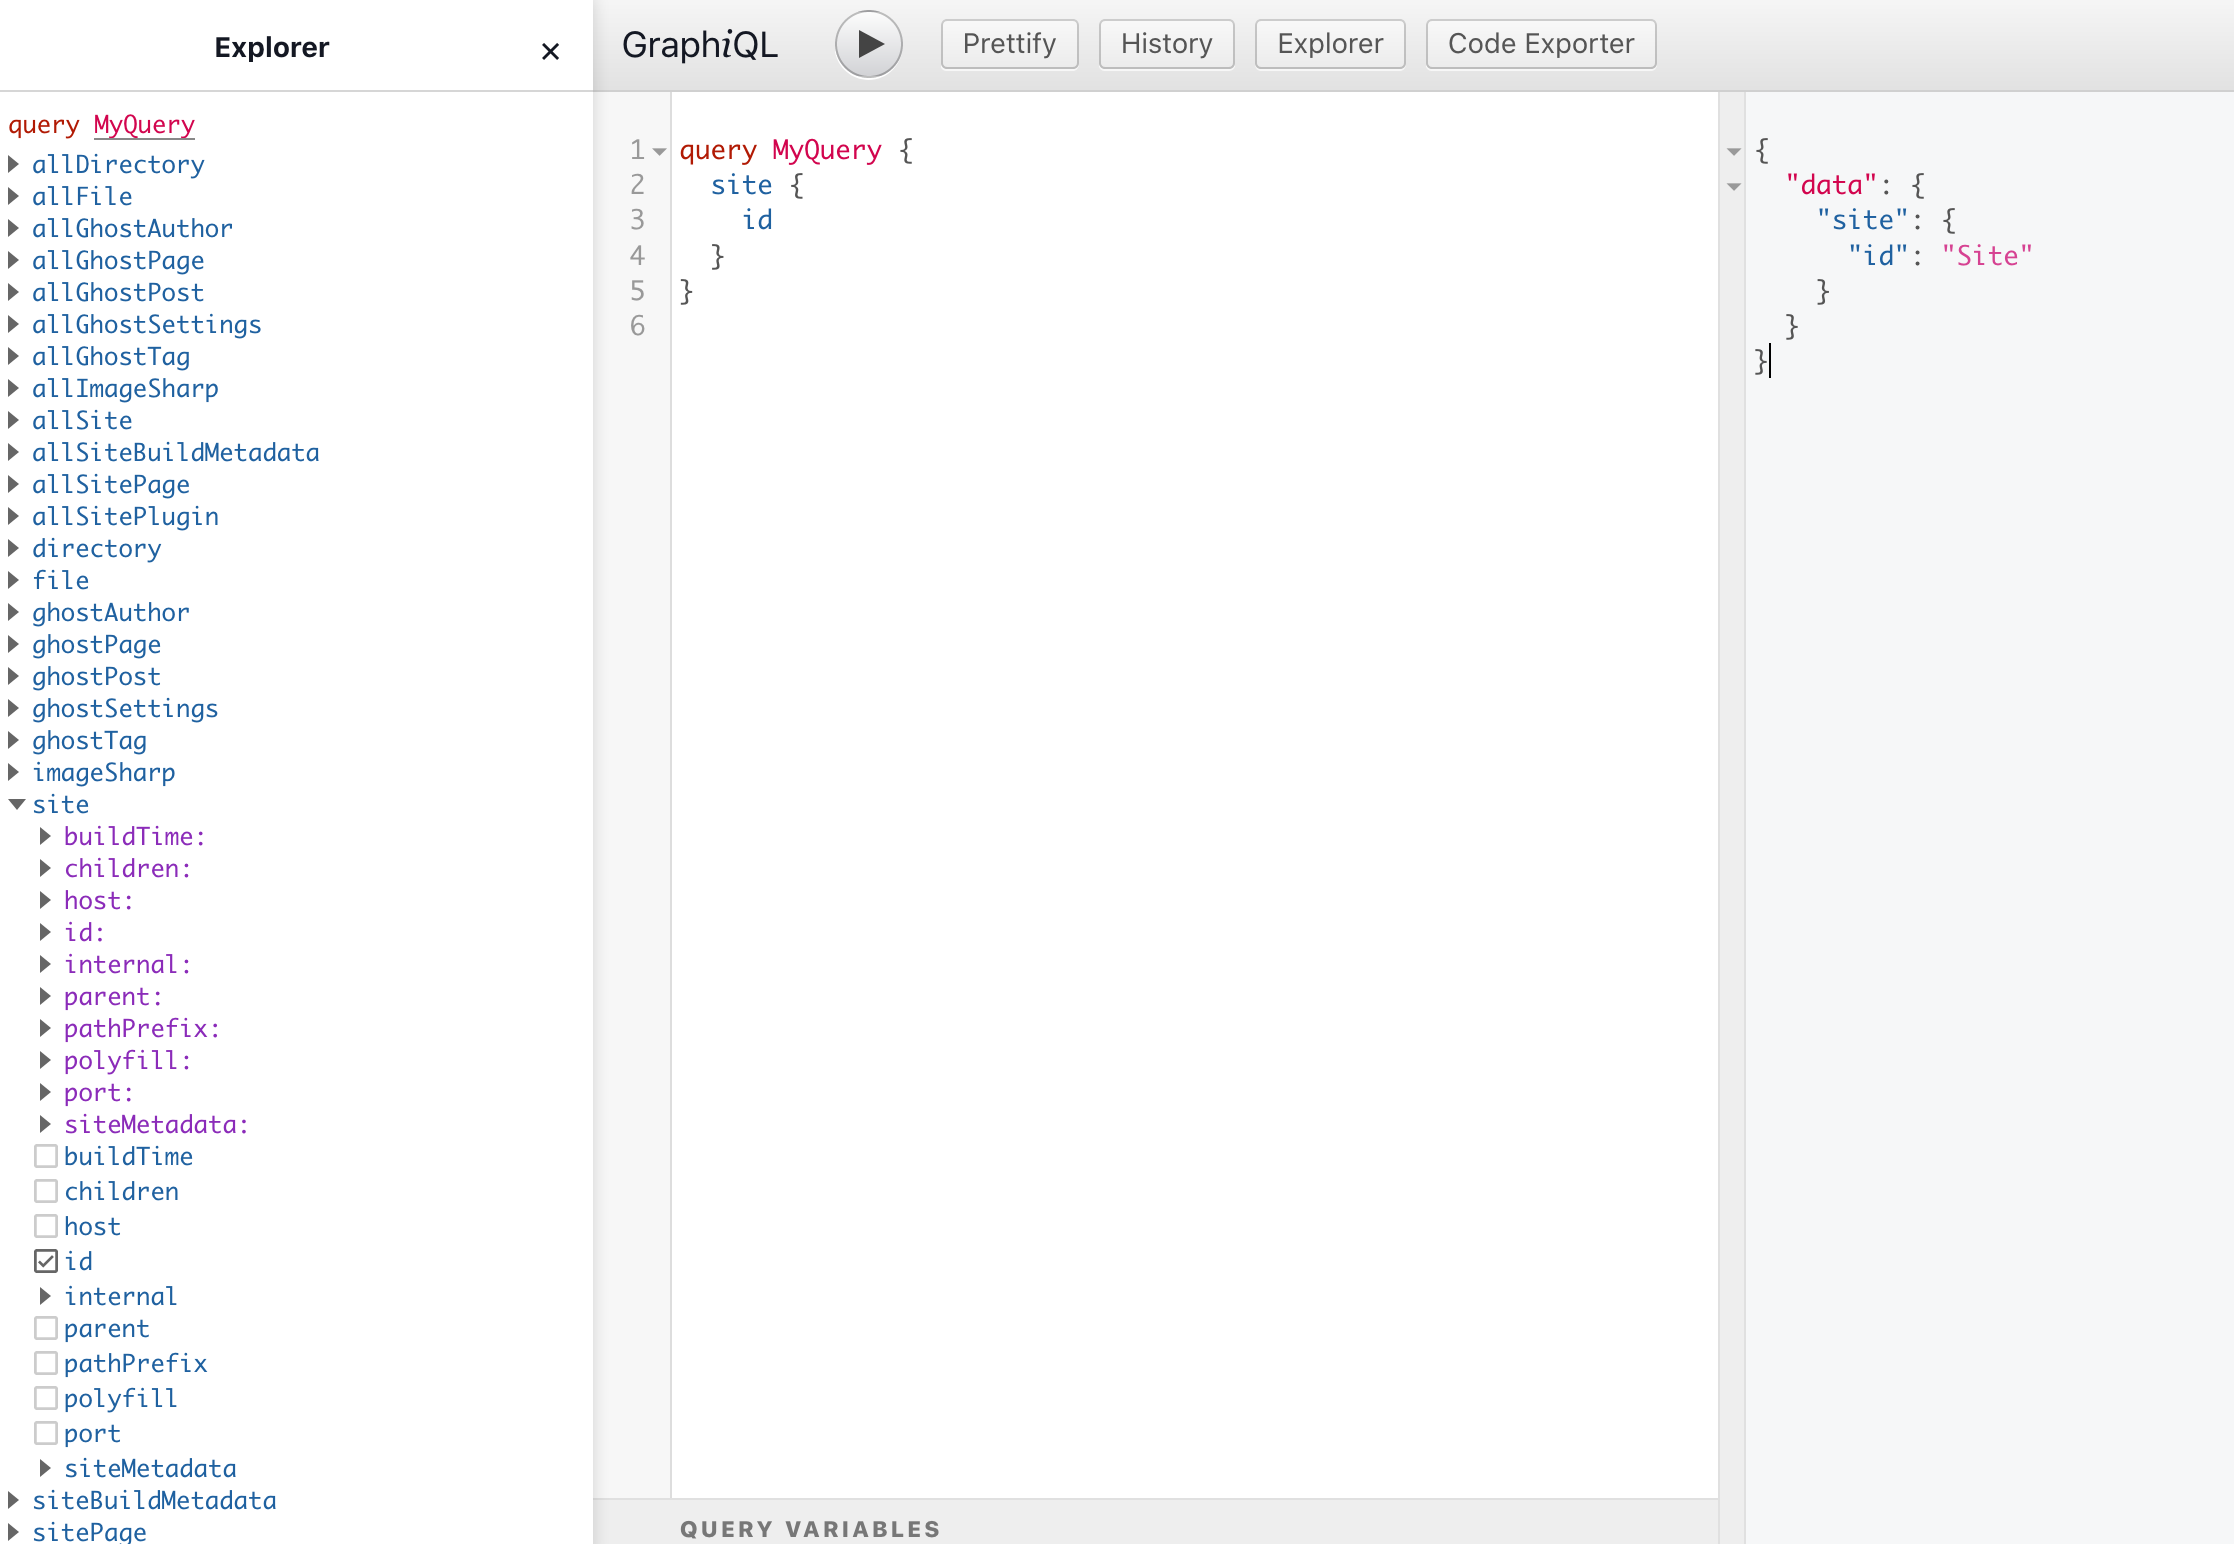 Explorer ×
query MyQuery
allDirectory
allFile
allGhostAuthor
allGhostPage
allGhostPost
allGhostSettings
allGhostTag
allImageSharp
allSite
allSiteBuildMetadata
allSitePage
allSitePlugin
directory
file
ghostAuthor
ghostPage
ghostPost
ghostSettings
ghostTag
imageSharp
site
buildTime:
children:
host:
id:
internal:
parent:
pathPrefix:
polyfill:
port:
siteMetadata:
buildTime
children
host
id
internal
parent
pathPrefix
polyfill
port
siteMetadata
siteBuildMetadata
sitePage
GraphiQL Prettify History Explorer Code Exporter
1 query MyQuery {
2 site {
3 id
4 }
5 }
6
QUERY VARIABLES
{
"data": {
"site": {
"id": "Site"
}
}
}